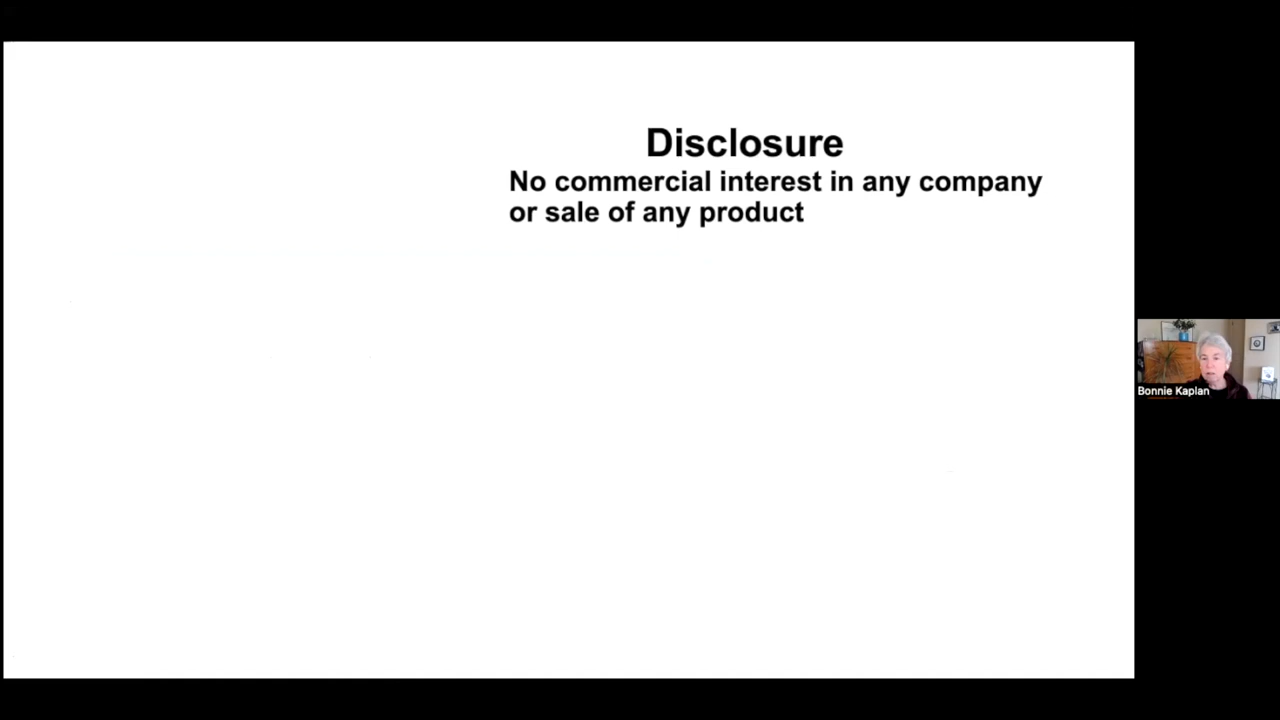 Disclosure
No commercial interest in any company
or sale of any product
Bonnie Kaplan